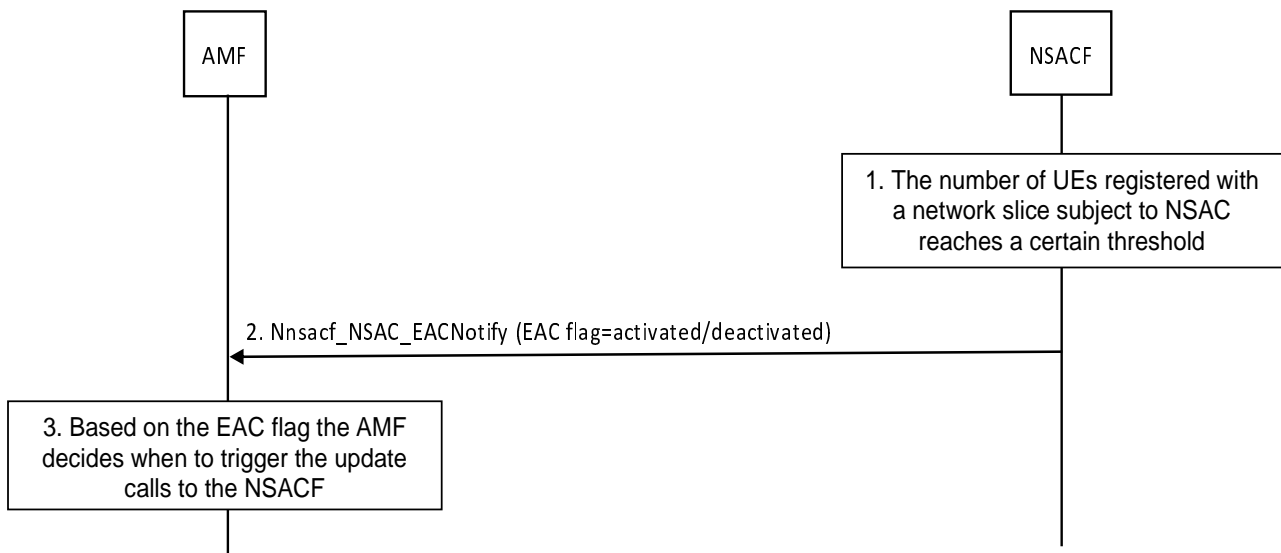 AMF
NSACF
1. The number of UEs registered with
a network slice subject to NSAC
reaches a certain threshold
2. Nnsacf_NSAC_EACNotify (EAC flag=activated/deactivated)
3. Based on the EAC flag the AMF
decides when to trigger the update
calls to the NSACF